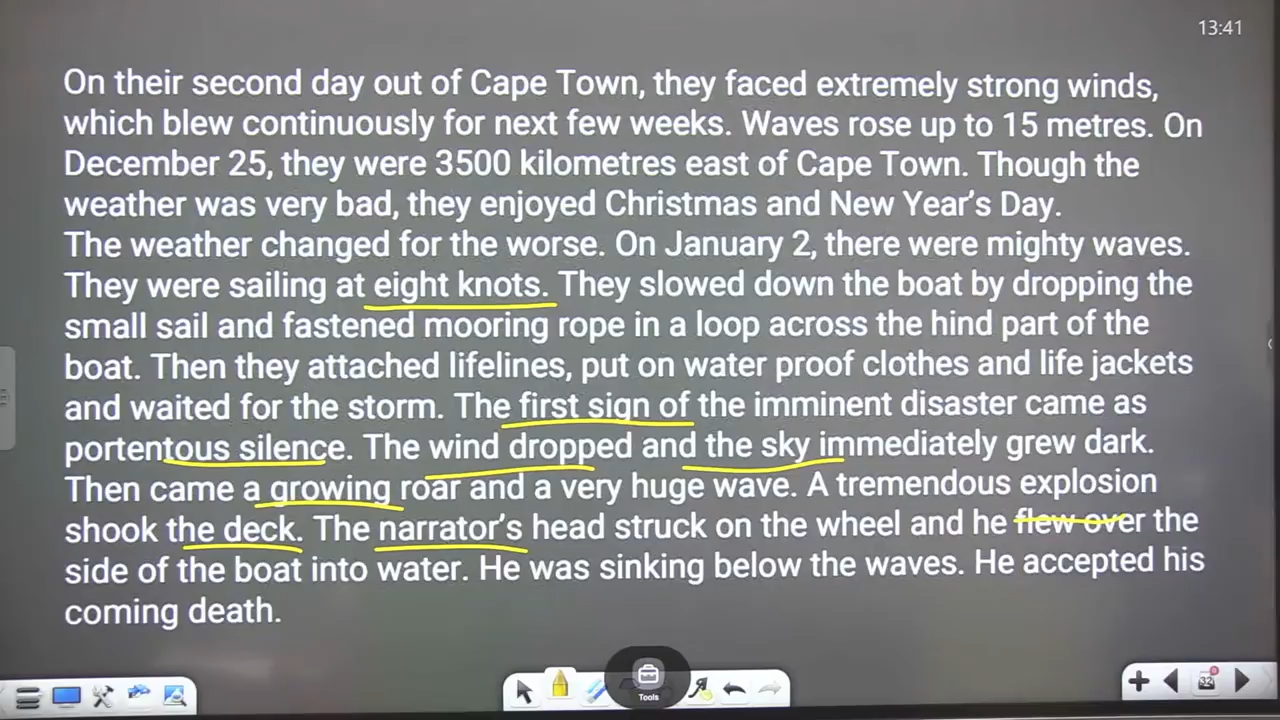 13:41
On their second day out of Cape Town, they faced extremely strong winds,
which blew continuously for next few weeks. Waves rose up to 15 metres. On
December 25, they were 3500 kilometres east of Cape Town. Though the
weather was very bad, they enjoyed Christmas and New Year's Day.
The weather changed for the worse. On January 2, there were mighty waves.
They were sailing at eight knots. They slowed down the boat by dropping the
small sail and fastened mooring rope in a loop across the hind part of the
boat. Then they attached lifelines, put on water proof clothes and life jackets
and waited for the storm. The first sign of the imminent disaster came as
portentous silence. The wind dropped and the sky immediately grew dark.
Then came a growing roar and a very huge wave. A tremendous explosion
shook the deck. The narrator's head struck on the wheel and he flew over the
side of the boat into water. He was sinking below the waves. He accepted his
coming death.
Tools